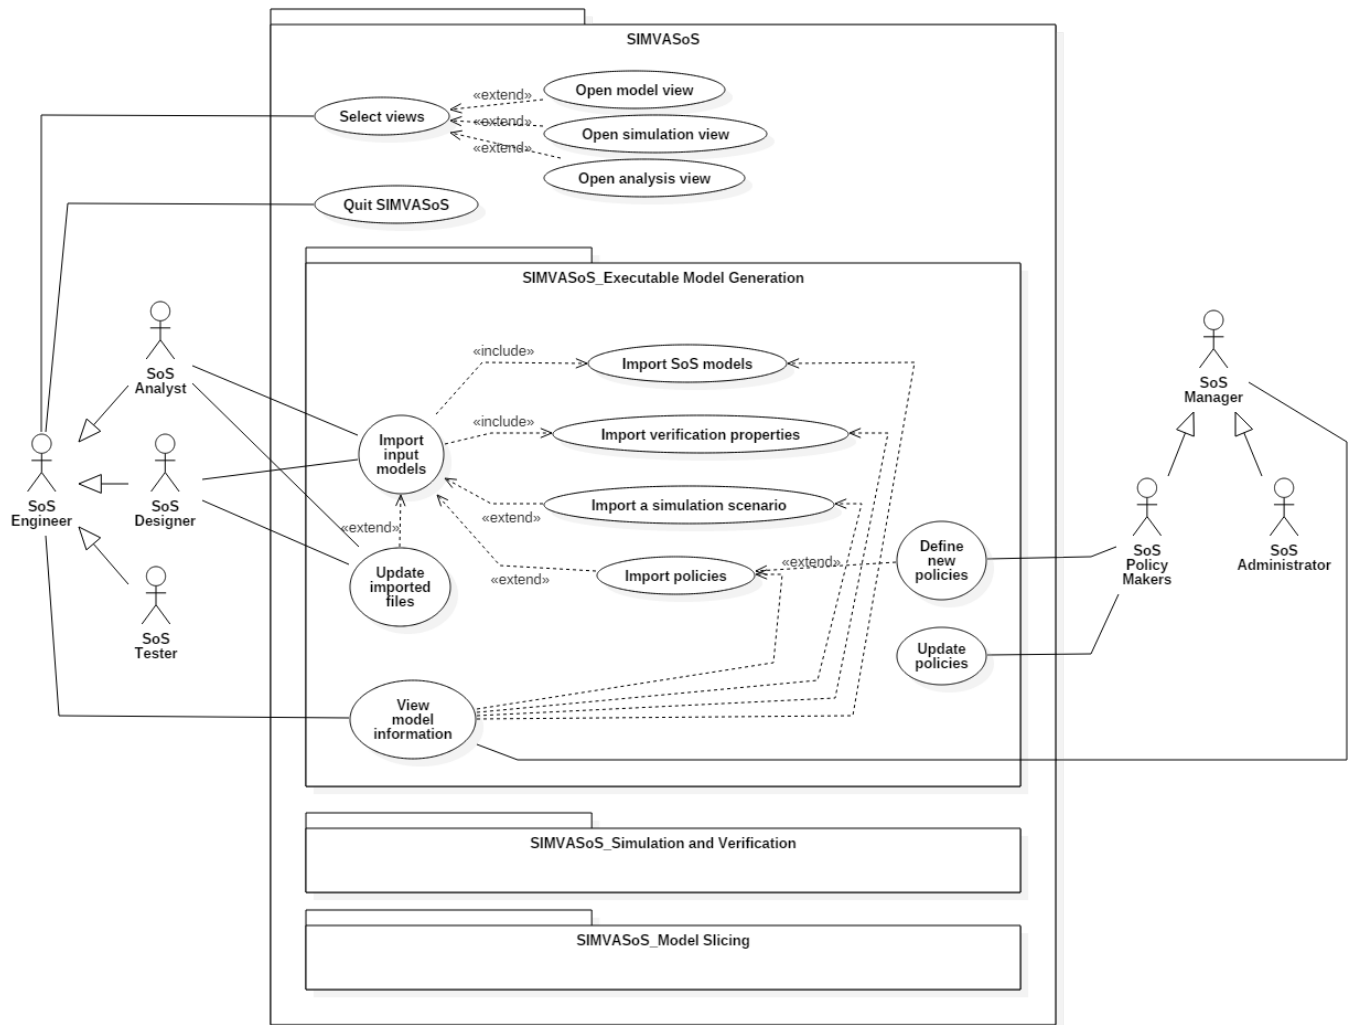 SIMVASoS
Select views
«extend»
Open model view
«extend»
Open simulation view
«extend»
Open analysis view
Quit SIMVASoS
SIMVASoS_Executable Model Generation
SoS
Analyst
SoS
Engineer
SoS
Designer
SoS
Tester
«include»
Import SoS models
«include»
Import verification properties
Import
input
models
Import a simulation scenario
«extend»
«extend»
Import policies
«extend»
«extend»
Update
imported
files
Define
new
policies
Update
policies
View
model
information
SoS
Manager
SoS
Policy
Makers
SoS
Administrator
SIMVASoS_Simulation and Verification
SIMVASoS_Model Slicing